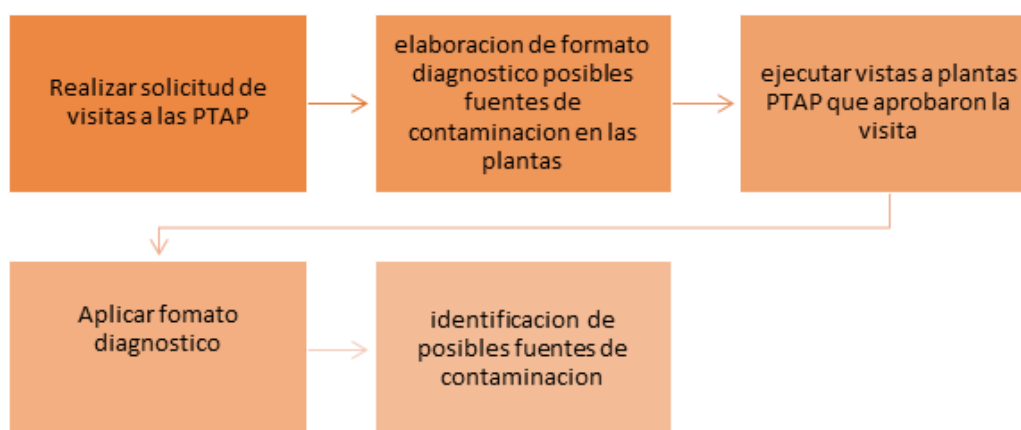 Realizar solicitud de
visitas a las PTAP
elaboracion de formato
diagnostico posibles
fuentes de
contaminacion en las
plantas
ejecutar vistas a plantas
PTAP que aprobaron la
visita
Aplicar fomato
diagnostico
identificacion de
posibles fuentes de
contaminacion